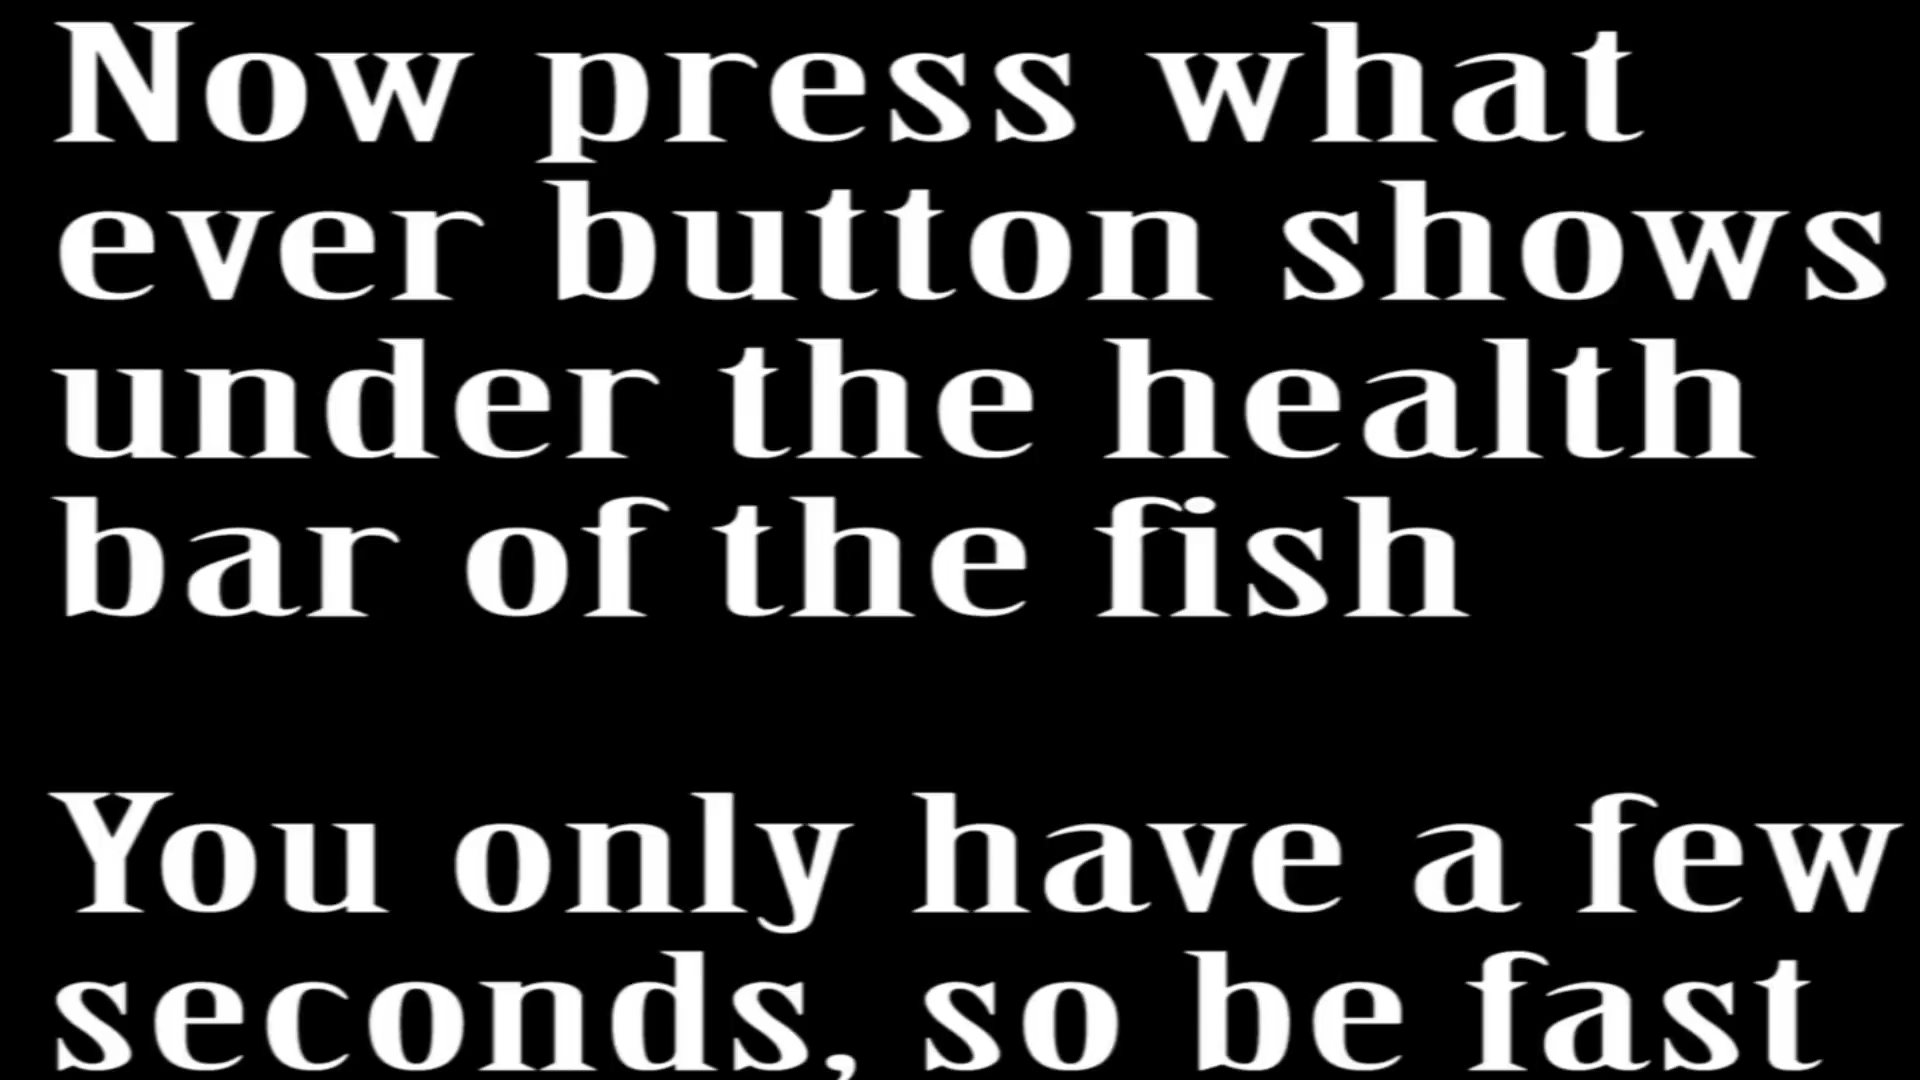 Now press what
ever button shows
under the health
bar of the fish
You only have a few
seconds, so be fast